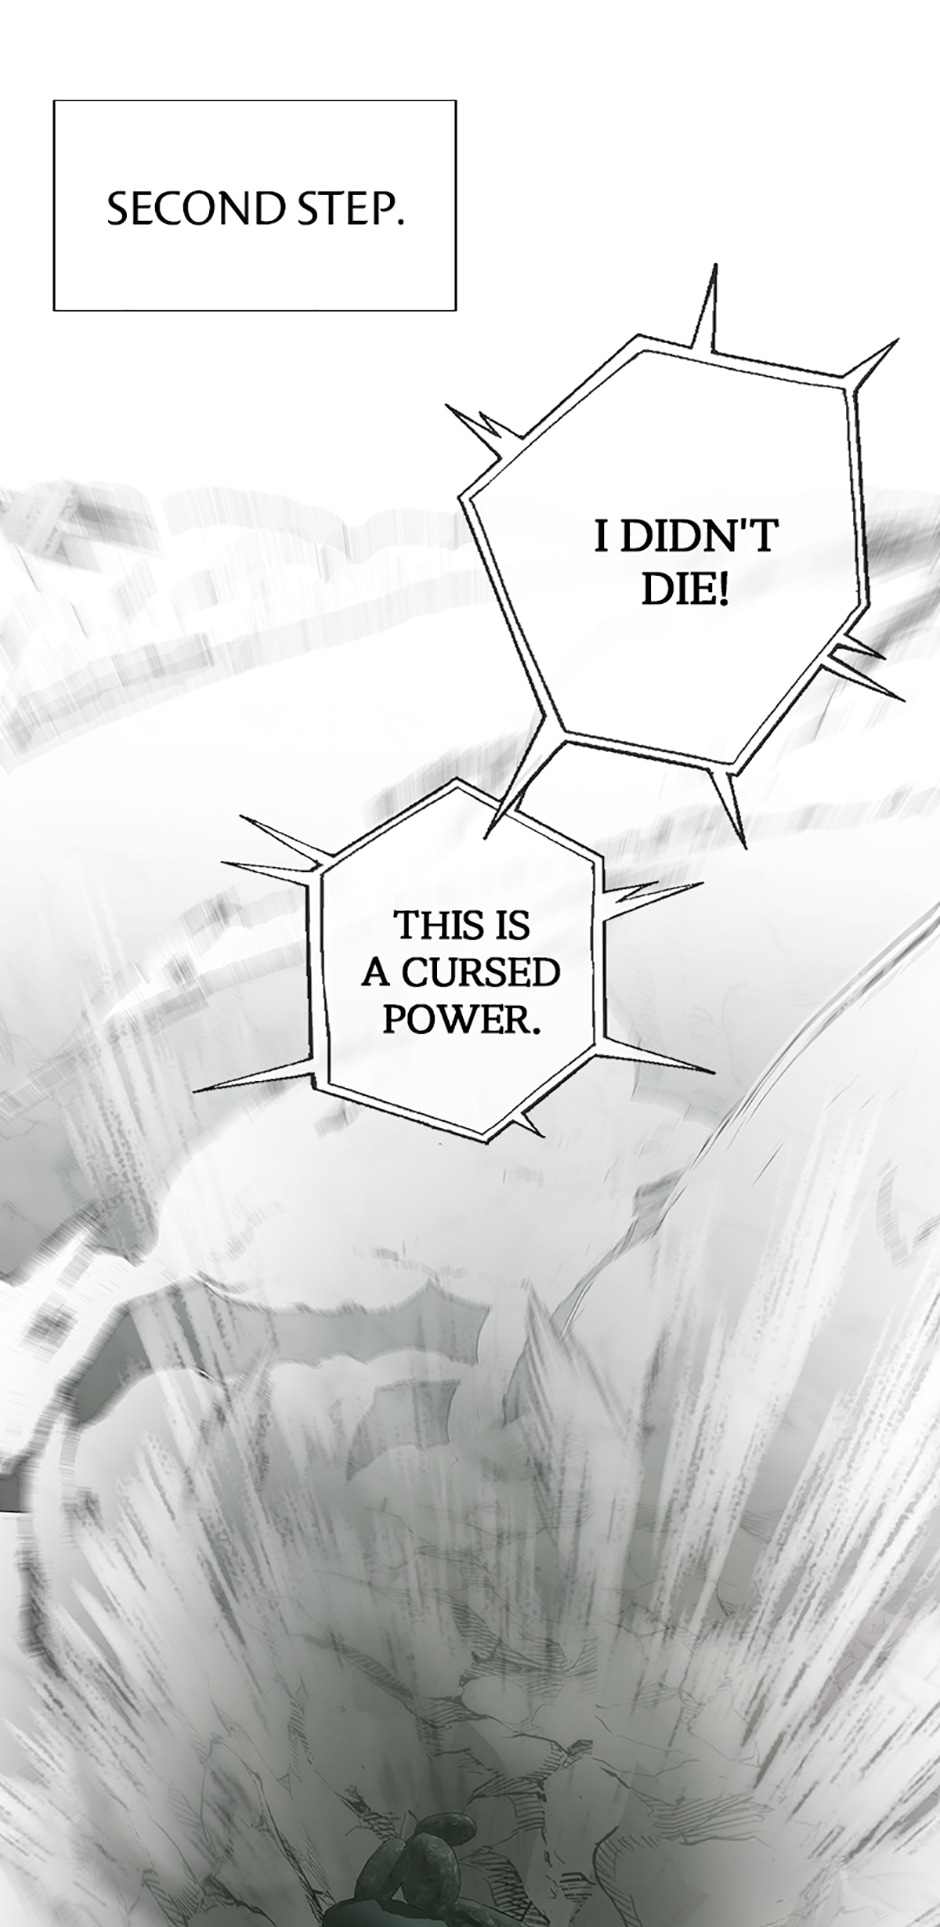 SECOND STEP.
I DIDN'T
DIE!
THIS IS
A CURSED
POWER.